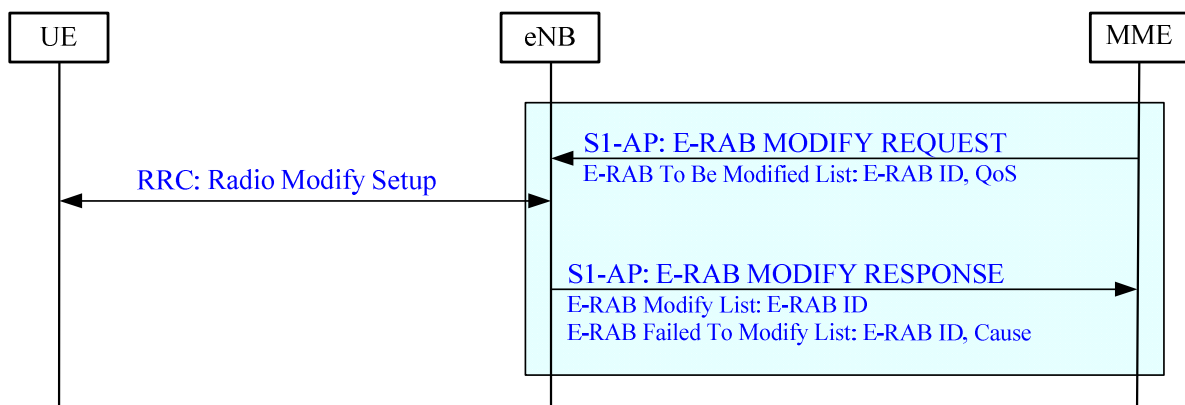 UE
eNB
MME
S1-AP: E-RAB MODIFY REQUEST
E-RAB To Be Modified List: E-RAB ID, QoS
RRC: Radio Modify Setup
S1-AP: E-RAB MODIFY RESPONSE
E-RAB Modify List: E-RAB ID
E-RAB Failed To Modify List: E-RAB ID, Cause